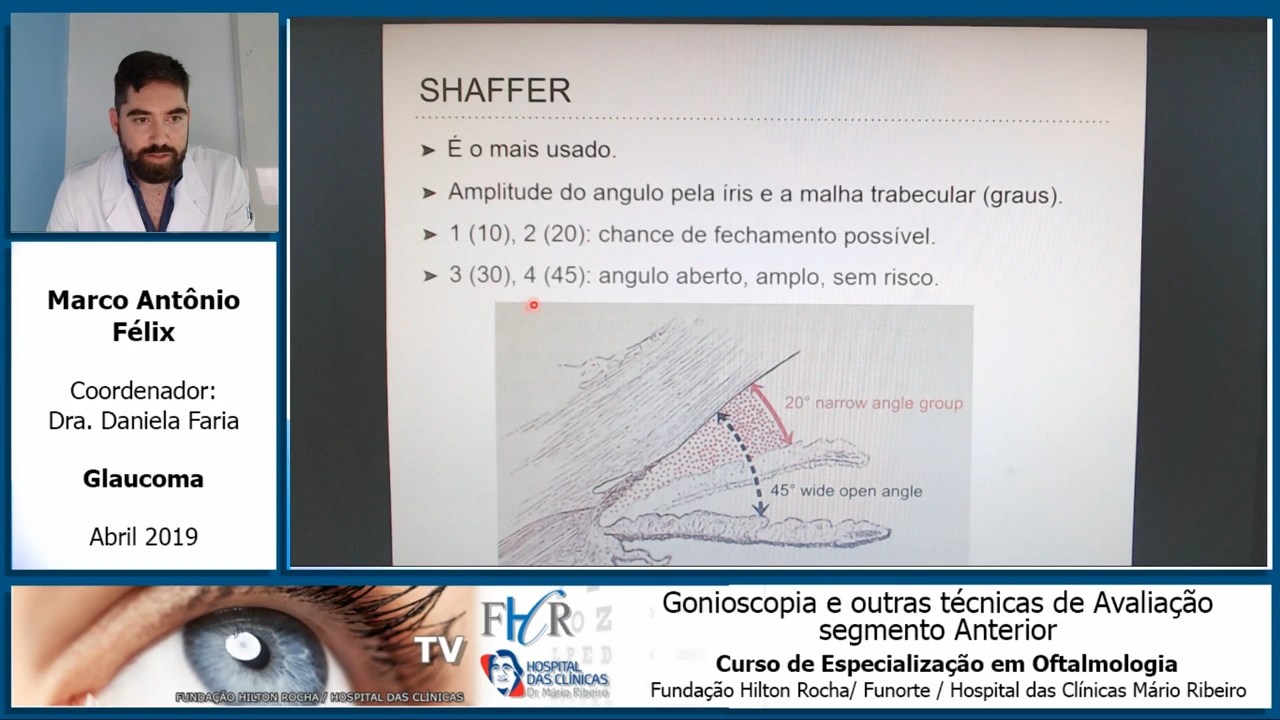 SHAFFER
➤ É o mais usado.
➤ Amplitude do angulo pela íris e a malha trabecular (graus).
➤ 1 (10), 2 (20): chance de fechamento possível.
➤ 3 (30), 4 (45): angulo aberto, amplo, sem risco.
20° narrow angle group
45° wide open angle
Marco Antônio
Félix
Coordenador:
Dra. Daniela Faria
Glaucoma
Abril 2019
TV
FUNDAÇÃO HILTON ROCHA / HOSPITAL DAS CLÍNICAS
FHR
HOSPITAL
DAS CLÍNICAS
Dr. Mário Ribeiro
Gonioscopia e outras técnicas de Avaliação
segmento Anterior
Curso de Especialização em Oftalmologia
Fundação Hilton Rocha/ Funorte / Hospital das Clínicas Mário Ribeiro